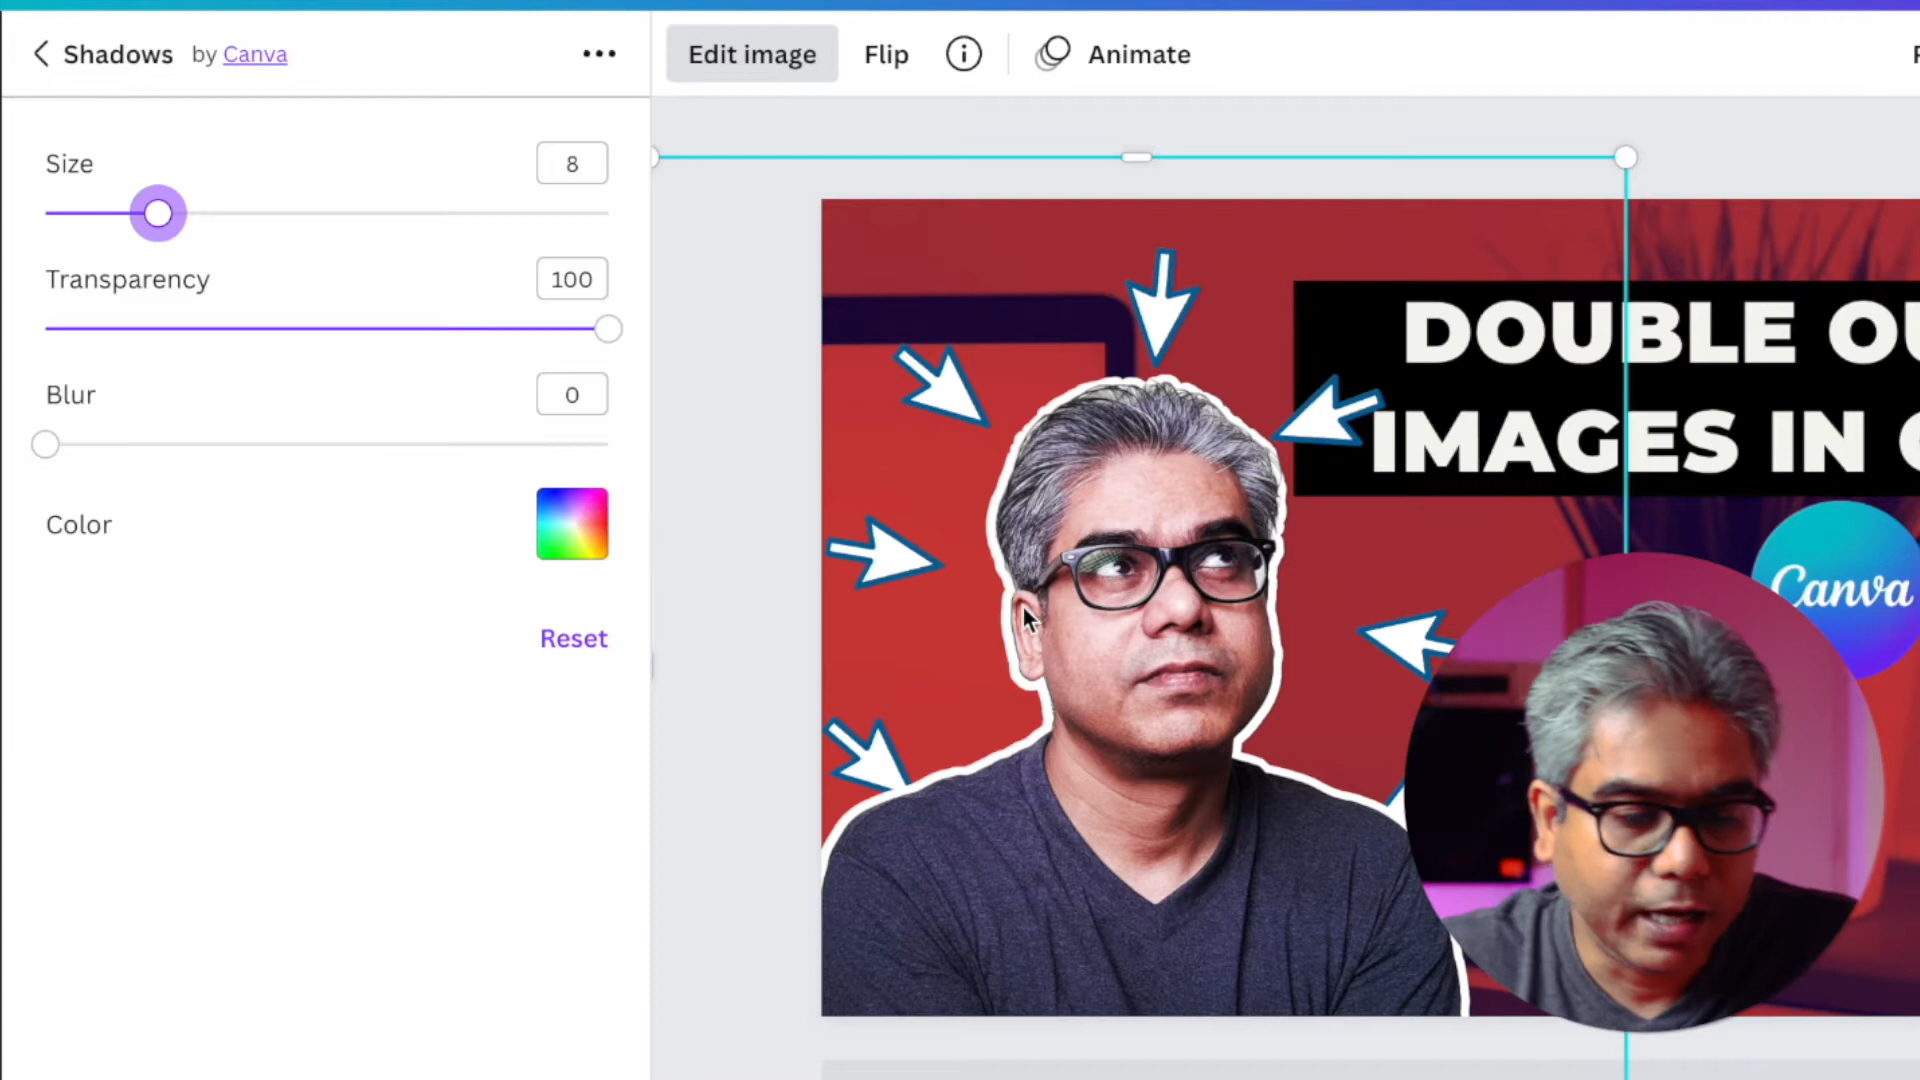 Shadows by Canva
Edit image
Flip
Animate
Size
8
Transparency
100
Blur
0
Color
Reset
DOUBLE
IMAGES IN
Canva